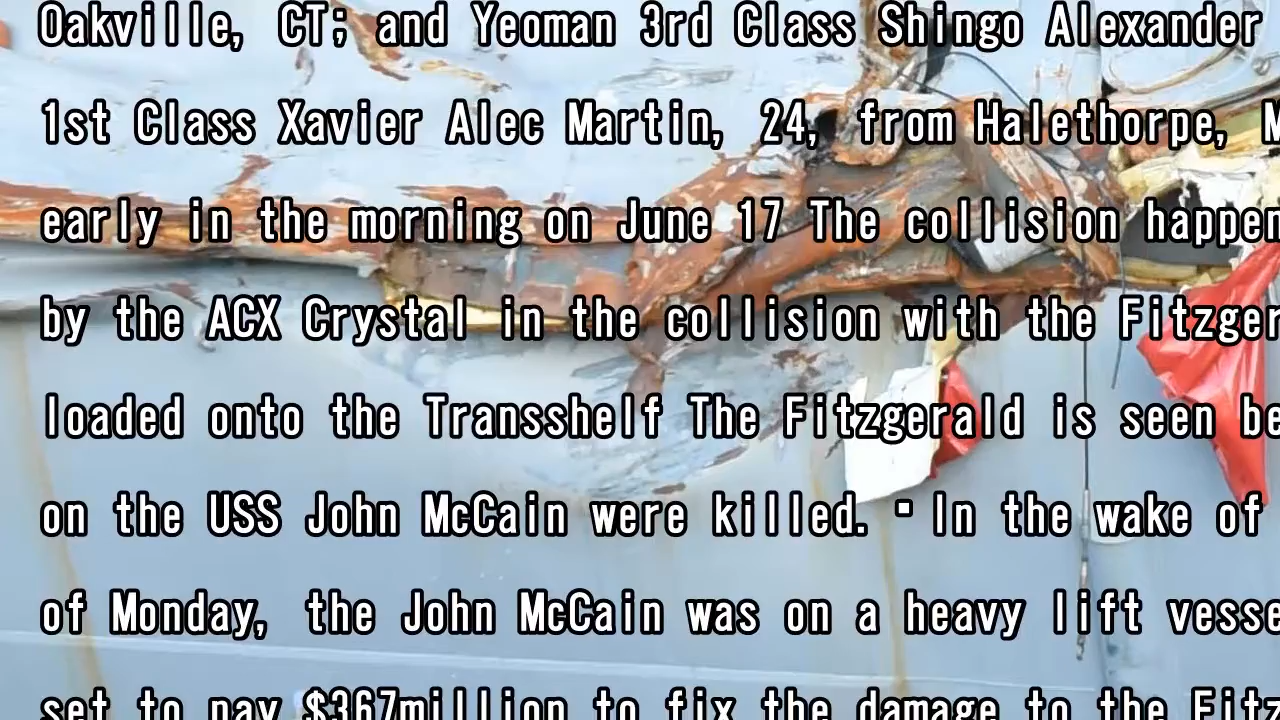 Oakville, CT; and Yeoman 3rd Class Shingo Alexander
1st Class Xavier Alec Martin, 24, from Halethorpe,
early in the morning on June 17 The collision happen
by the ACX Crystal in the collision with the Fitzger
loaded onto the Transshelf The Fitzgerald is seen be
on the USS John McCain were killed. · In the wake of
of Monday, the John McCain was on a heavy lift vesse
set to pay $367million to fix the damage to the Fitz